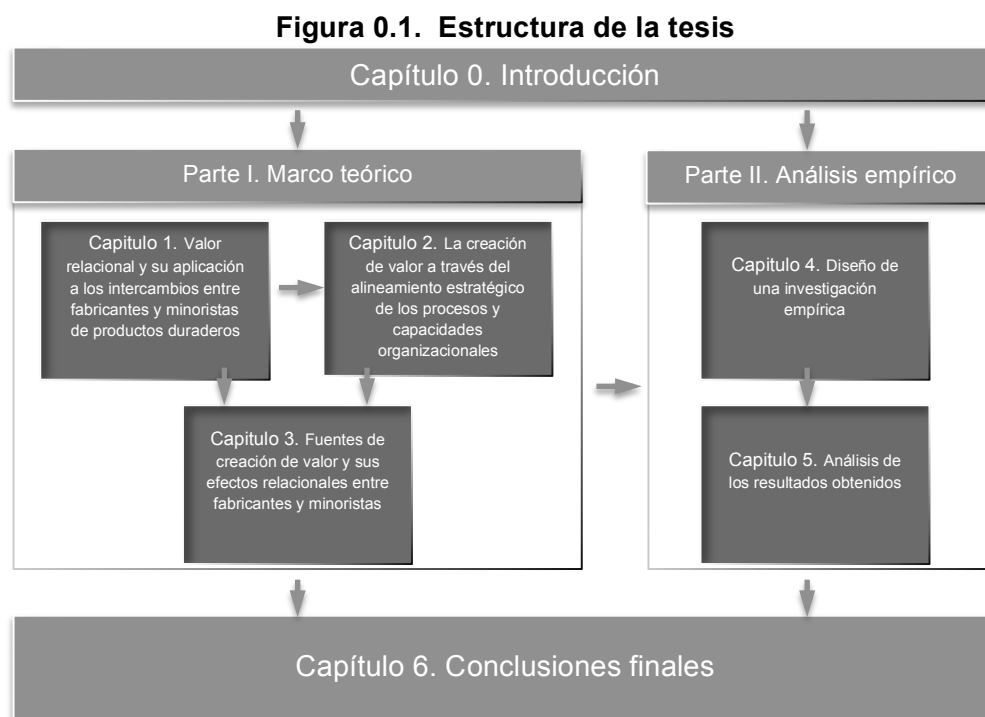 Figura 0.1. Estructura de la tesis
Capítulo 0. Introducción
Parte I. Marco teórico
Capitulo 1. Valor
relacional y su aplicación
a los intercambios entre
fabricantes y minoristas
de productos duraderos
Capitulo 2. La creación
de valor a través del
alineamiento estratégico
de los procesos y
capacidades
organizacionales
Capitulo 3. Fuentes de
creación de valor y sus
efectos relacionales entre
fabricantes y minoristas
Parte II. Análisis empírico
Capitulo 4. Diseño de
una investigación
empírica
Capitulo 5. Análisis de
los resultados obtenidos
Capítulo 6. Conclusiones finales